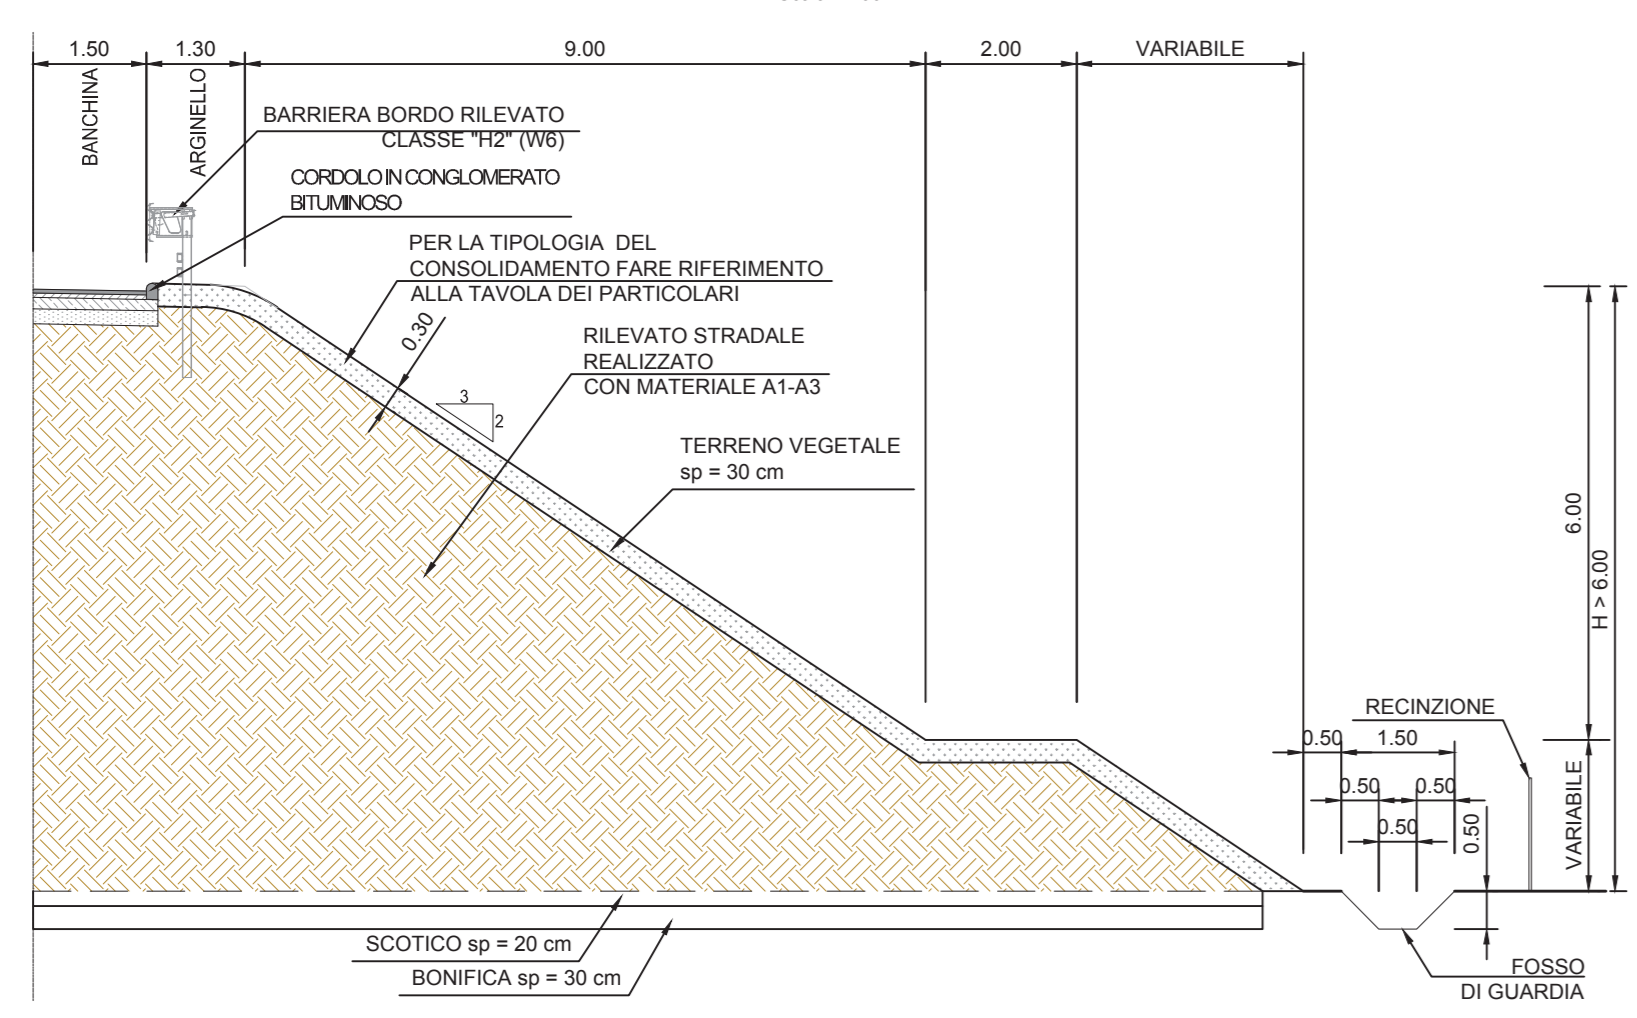 1.50
1.30
9.00
2.00
VARIABILE
BANCHINA
ARGINELLO
BARRIERA BORDO RILEVATO
CLASSE "H2" (W6)
CORDOLO IN CONGLOMERATO
BITUMINOSO
PER LA TIPOLOGIA DEL
CONSOLIDAMENTO FARE RIFERIMENTO
ALLA TAVOLA DEI PARTICOLARI
0.30
RILEVATO STRADALE
REALIZZATO
CON MATERIALE A1-A3
3
2
TERRENO VEGETALE
sp = 30 cm
6.00
H > 6.00
RECINZIONE
0.50
1.50
0.50
0.50
0.50
0.50
VARIABILE
SCOTICO sp = 20 cm
BONIFICA sp = 30 cm
FOSSO
DI GUARDIA